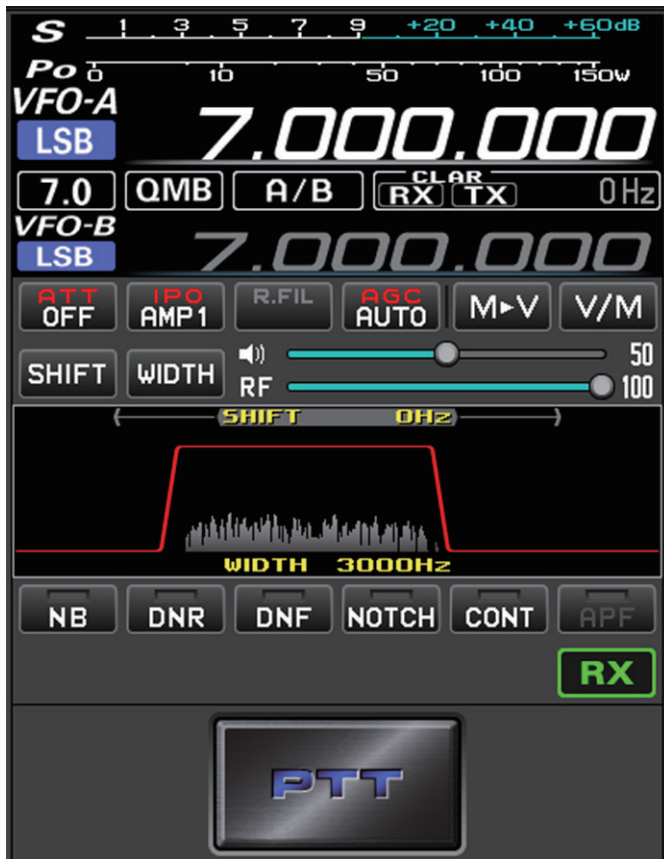 S 1 3 5 7 9 +20 +40 +60dB
Po 0 10 50 100 150W
VFO-A
LSB 7.000.000
7.0 QMB A/B CLAR RX TX 0Hz
VFO-B
LSB 7.000.000
ATT IPO R.FIL AGC
OFF AMP1 AUTO M►V V/M
SHIFT WIDTH 50
RF 100
SHIFT 0Hz
WIDTH 3000Hz
NB DNR DNF NOTCH CONT APF
RX
PTT